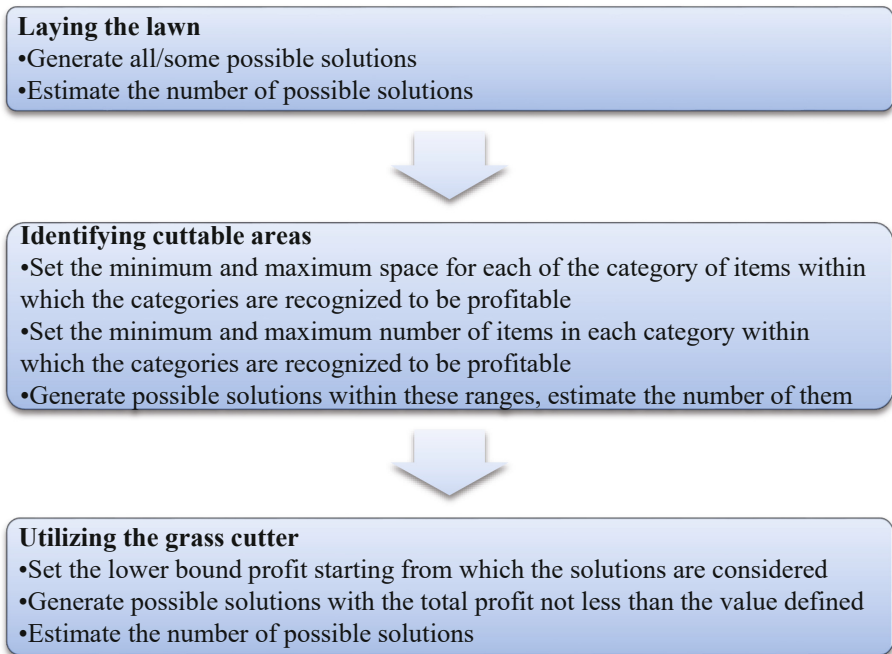 Laying the lawn
•Generate all/some possible solutions
•Estimate the number of possible solutions
Identifying cuttable areas
•Set the minimum and maximum space for each of the category of items within
which the categories are recognized to be profitable
•Set the minimum and maximum number of items in each category within
which the categories are recognized to be profitable
•Generate possible solutions within these ranges, estimate the number of them
Utilizing the grass cutter
•Set the lower bound profit starting from which the solutions are considered
•Generate possible solutions with the total profit not less than the value defined
•Estimate the number of possible solutions